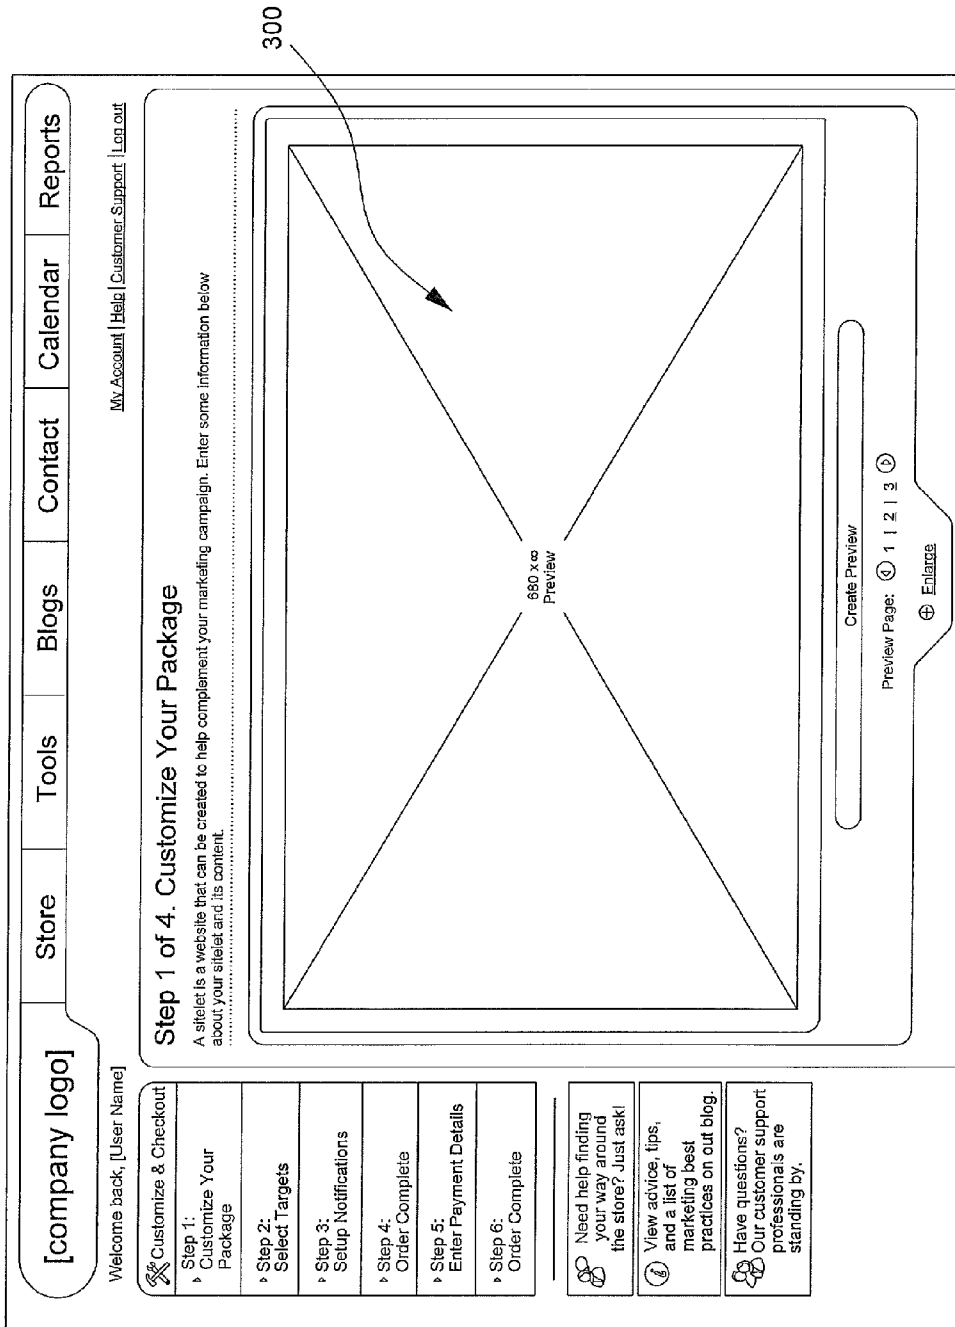 [company logo]
Store
Tools
Blogs
Contact
Calendar
Reports
Welcome back, [User Name]
My Account | Help | Customer Support | Log out
Customize & Checkout
Step 1:
Customize Your
Package
Step 2:
Select Targets
Step 3:
Setup Notifications
Step 4:
Order Complete
Step 5:
Enter Payment Details
Step 6:
Order Complete
Need help finding
your way around
the store? Just ask!
View advice, tips,
and a list of
marketing best
practices on out blog.
Have questions?
Our customer support
professionals are
standing by.
Step 1 of 4. Customize Your Package
A sitelet is a website that can be created to help complement your marketing campaign. Enter some information below
about your sitelet and its content.
680 x ∞
Preview
Create Preview
Preview Page: 1 | 2 | 3
Enlarge
300